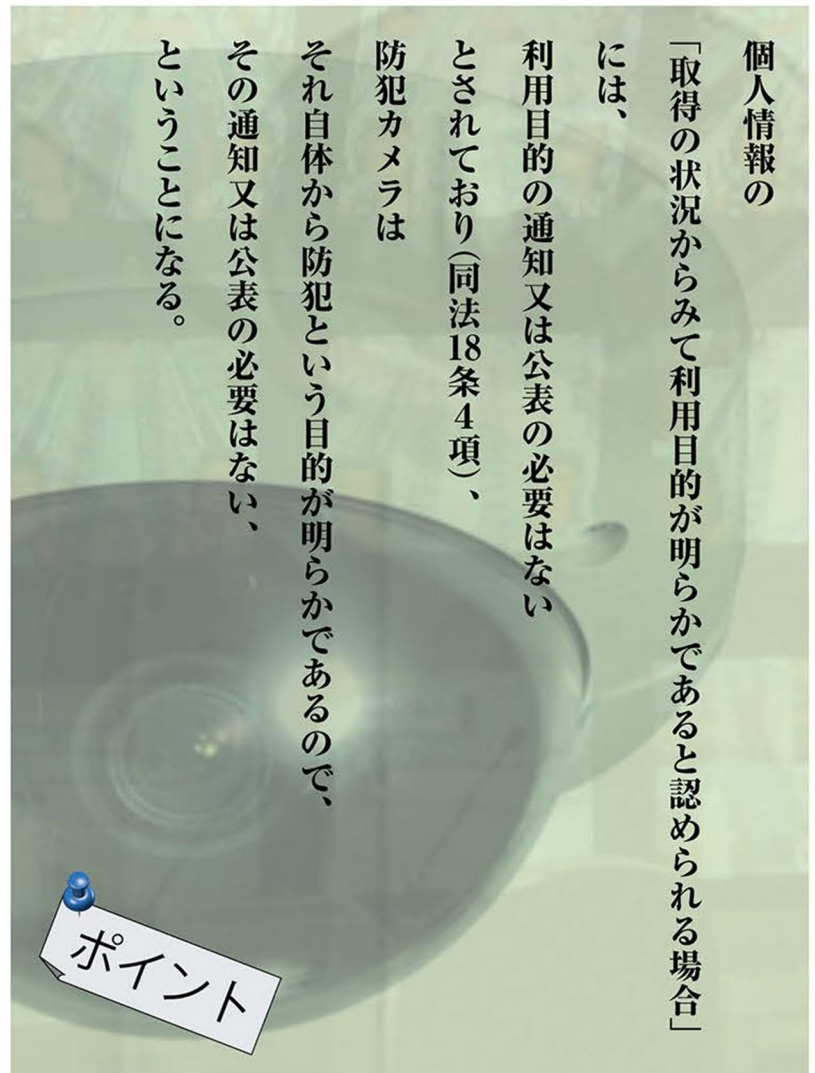 個人情報の
「取得の状況からみて利用目的が明らかであると認められる場合」
には、
利用目的の通知又は公表の必要はない
とされており（同法18条４項）、
防犯カメラは
それ自体から防犯という目的が明らかであるので、
その通知又は公表の必要はない、
ということになる。
ポイント